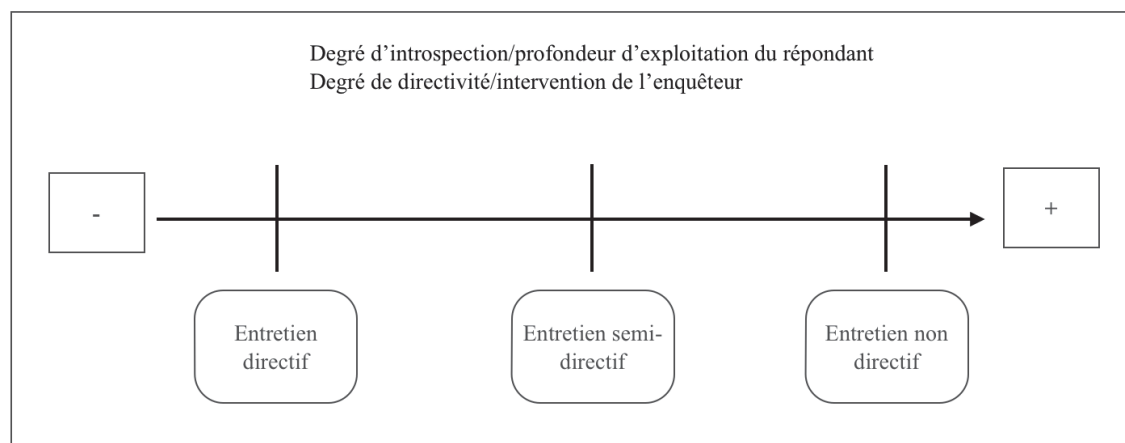 Degré d’introspection/profondeur d’exploitation du répondant
Degré de directivité/intervention de l’enquêteur
-
+
Entretien
directif
Entretien semi-
directif
Entretien non
directif